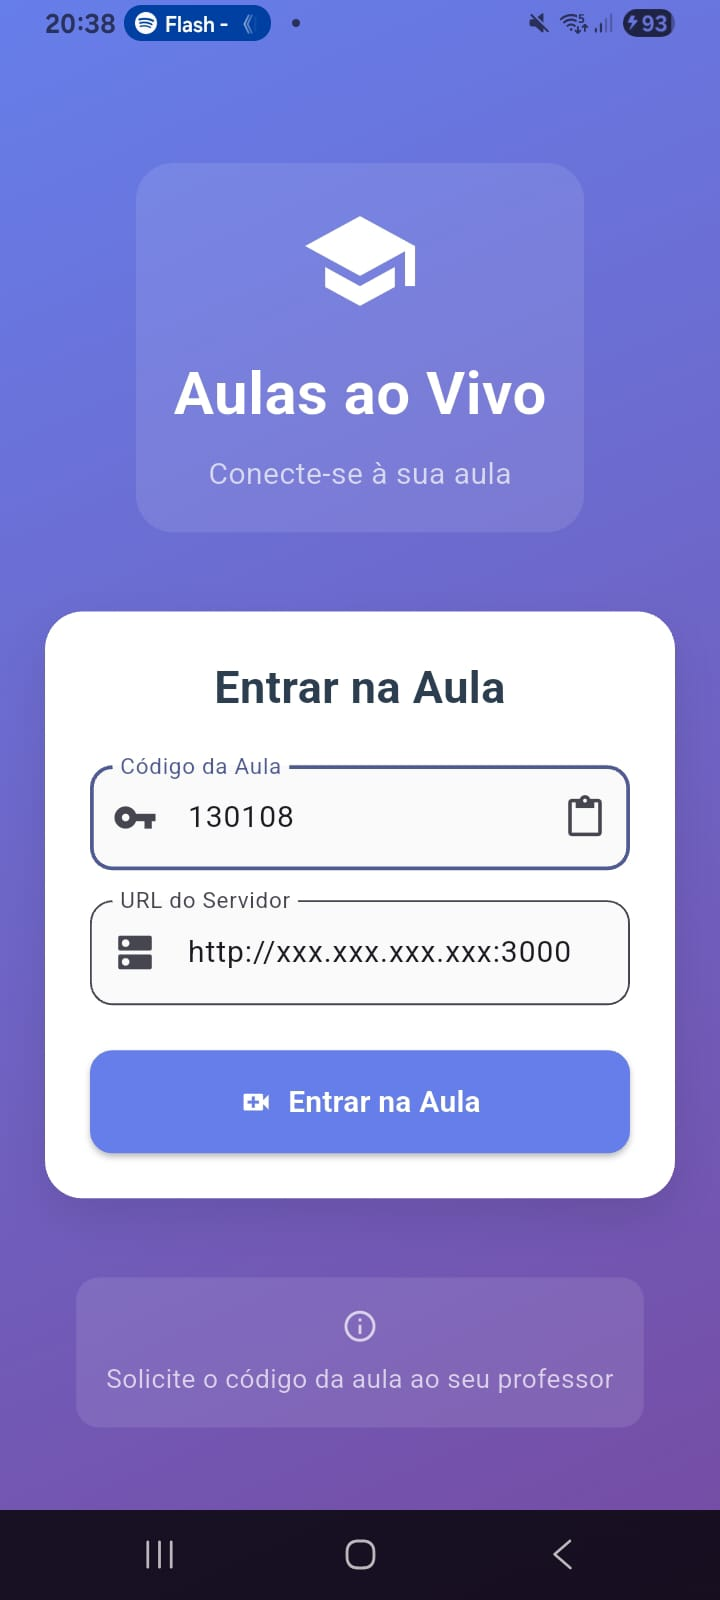 20:38 Flash - 93
Aulas ao Vivo
Conecte-se à sua aula
Entrar na Aula
Código da Aula
130108
URL do Servidor
http://xxx.xxx.xxx.xxx:3000
Entrar na Aula
Solicite o código da aula ao seu professor